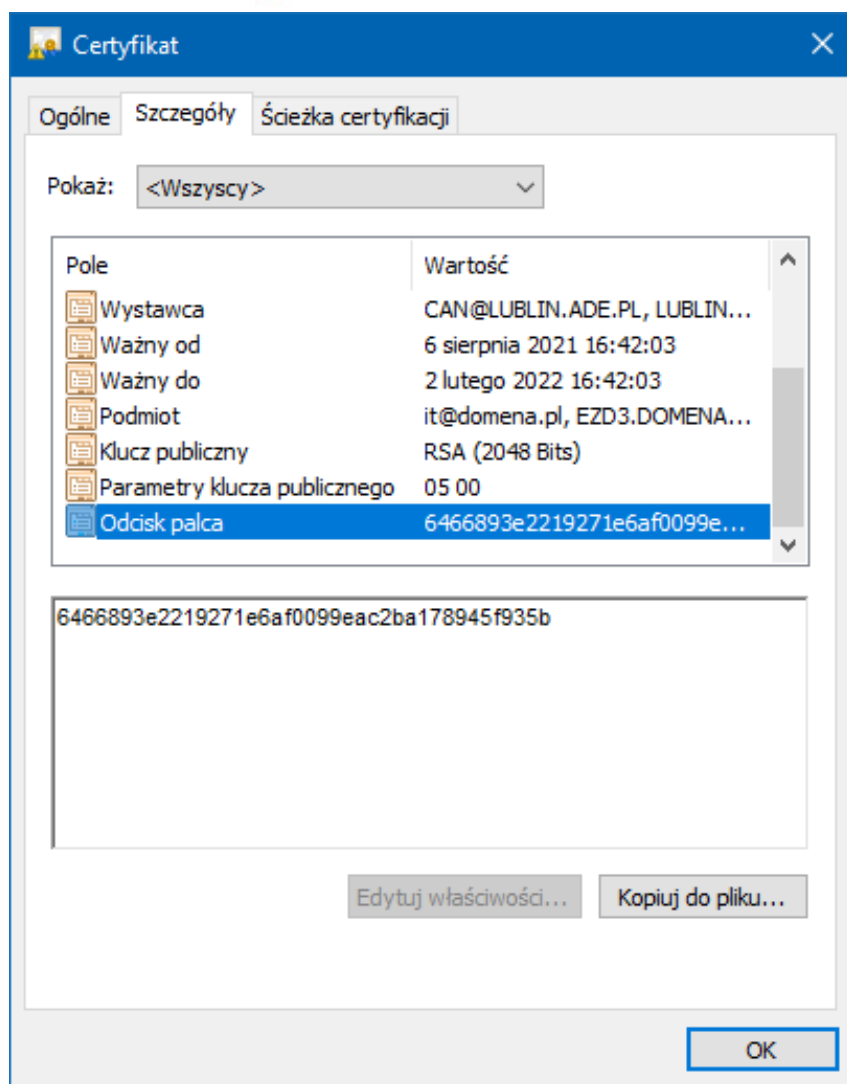 Certyfikat
Ogólne Szczegóły Ścieżka certyfikacji
Pokaż: <Wszyscy>
Pole Wartość
Wystawca CAN@LUBLIN.ADE.PL, LUBLIN...
Ważny od 6 sierpnia 2021 16:42:03
Ważny do 2 lutego 2022 16:42:03
Podmiot it@domena.pl, EZD3.DOMENA...
Klucz publiczny RSA (2048 Bits)
Parametry klucza publicznego 05 00
Odcisk palca 6466893e2219271e6af0099e...
6466893e2219271e6af0099eac2ba178945f935b
Edytuj właściwości... Kopiuj do pliku...
OK